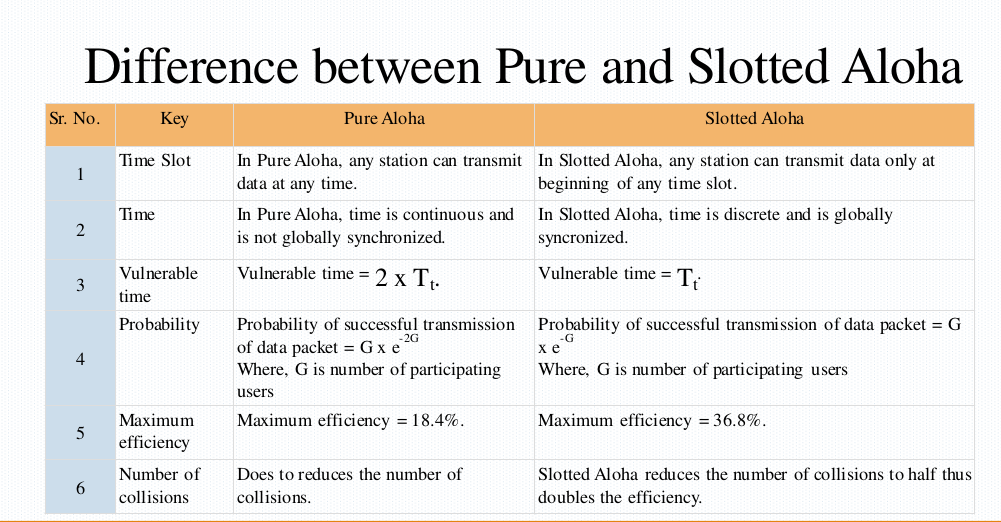 Difference between Pure and Slotted Aloha
Sr. No. Key Pure Aloha Slotted Aloha
1 Time Slot In Pure Aloha, any station can transmit In Slotted Aloha, any station can transmit data only at
data at any time. beginning of any time slot.
2 Time In Pure Aloha, time is continuous and In Slotted Aloha, time is discrete and is globally
is not globally synchronized. syncronized.
3 Vulnerable Vulnerable time = 2 x Tt. Vulnerable time = Tt.
time
4 Probability Probability of successful transmission Probability of successful transmission of data packet = G
of data packet = G x e-2G x e-G
Where, G is number of participating Where, G is number of participating users
users
5 Maximum Maximum efficiency = 18.4%. Maximum efficiency = 36.8%.
efficiency
6 Number of Does to reduces the number of Slotted Aloha reduces the number of collisions to half thus
collisions collisions. doubles the efficiency.